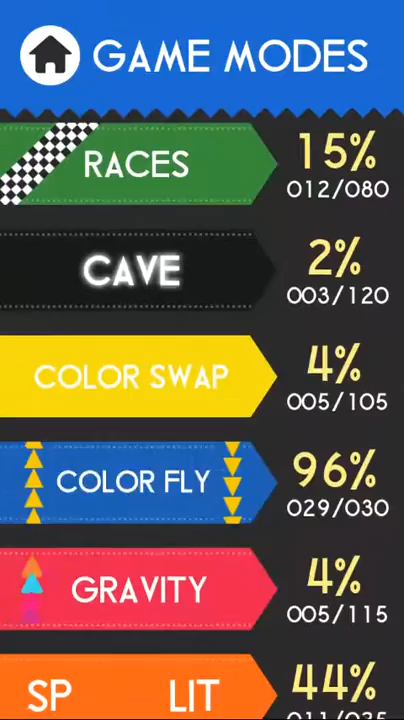 GAME MODES
RACES
15%
012/080
CAVE
2%
003/120
COLOR SWAP
4%
005/105
COLOR FLY
96%
029/030
GRAVITY
4%
005/115
SP LIT
44%